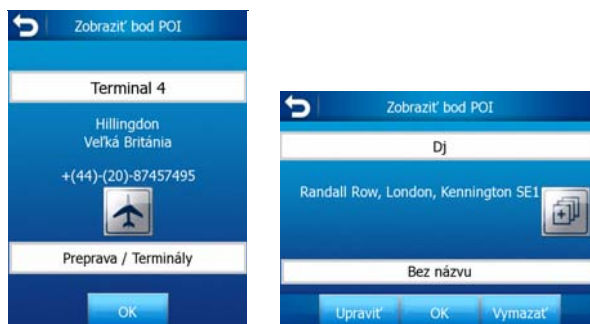 Zobraziť bod POI
Terminal 4
Hillingdon
Veľká Británia
+(44)-(20)-87457495
Preprava / Terminály
OK
Zobraziť bod POI
Dj
Randall Row, London, Kennington SE1
Bez názvu
Upraviť OK Vymazať